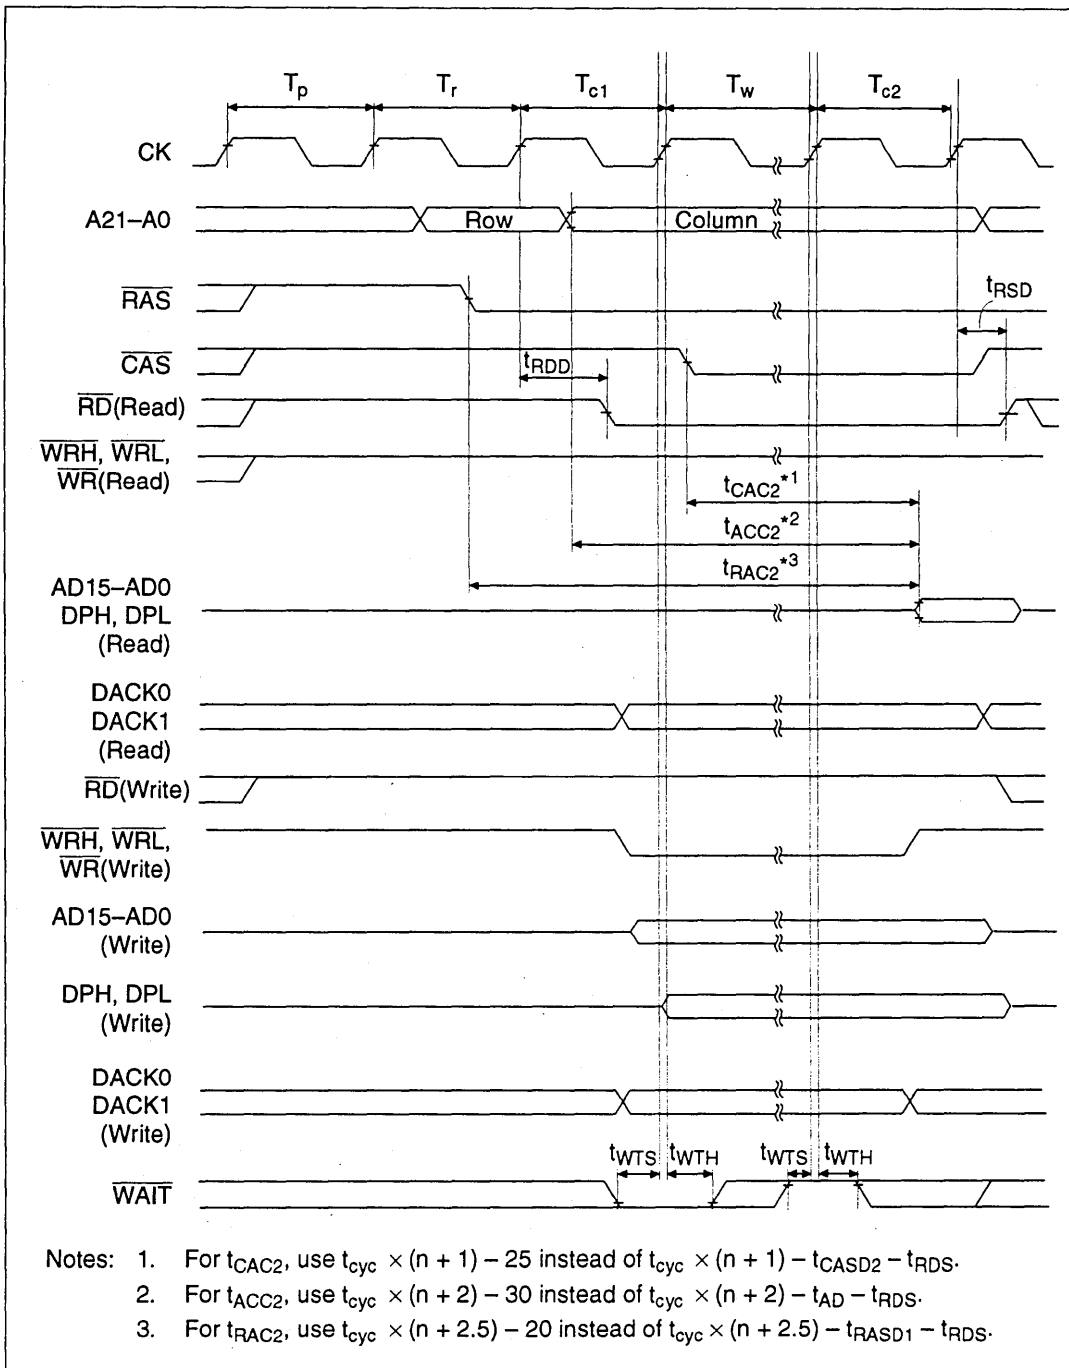 Tp Tr Tc1 Tw Tc2
CK
A21–A0 Row Column
RAS
tRSD
CAS
tRDD
RD(Read)
WRH, WRL,
WR(Read)
tCAC2*1
tACC2*2
tRAC2*3
AD15–AD0
DPH, DPL
(Read)
DACK0
DACK1
(Read)
RD(Write)
WRH, WRL,
WR(Write)
AD15–AD0
(Write)
DPH, DPL
(Write)
DACK0
DACK1
(Write)
tWTS tWTH tWTS tWTH
WAIT
Notes: 1. For tCAC2, use tcyc × (n + 1) – 25 instead of tcyc × (n + 1) – tCASD2 – tRDS.
2. For tACC2, use tcyc × (n + 2) – 30 instead of tcyc × (n + 2) – tAD – tRDS.
3. For tRAC2, use tcyc × (n + 2.5) – 20 instead of tcyc × (n + 2.5) – tRASD1 – tRDS.